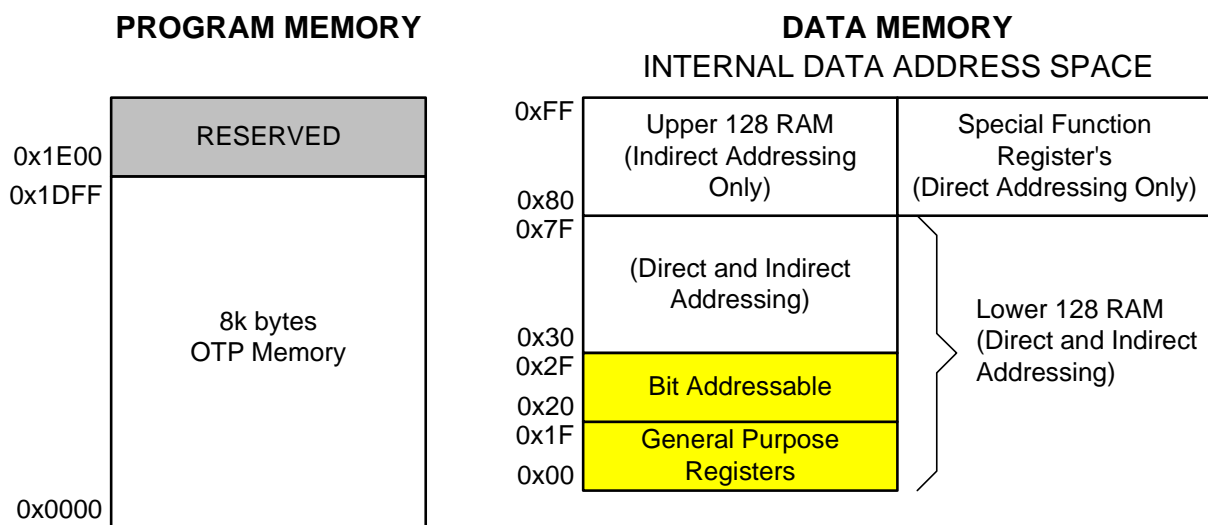 PROGRAM MEMORY
RESERVED
0x1E00
0x1DFF
8k bytes
OTP Memory
0x0000
DATA MEMORY
INTERNAL DATA ADDRESS SPACE
0xFF
Upper 128 RAM
(Indirect Addressing
Only)
0x80
Special Function
Register's
(Direct Addressing Only)
0x7F
(Direct and Indirect
Addressing)
0x30
0x2F
Bit Addressable
0x20
0x1F
General Purpose
Registers
0x00
Lower 128 RAM
(Direct and Indirect
Addressing)